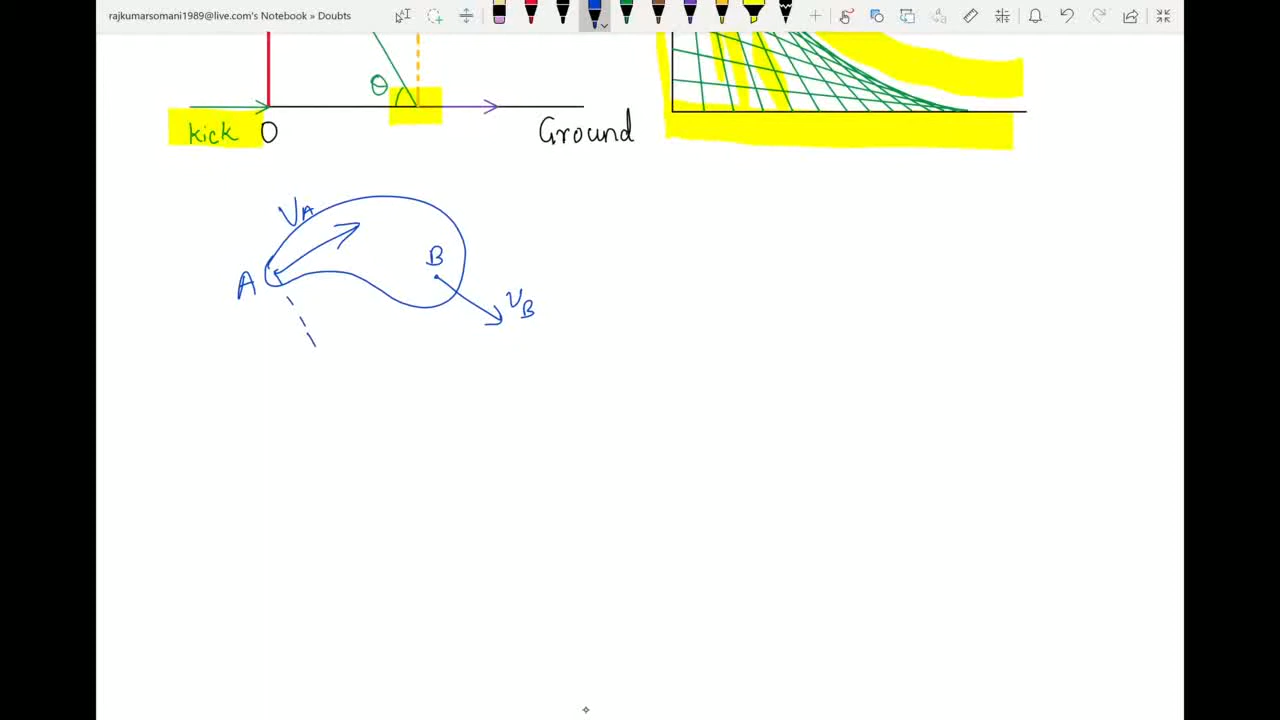 rajkumarsomani1989@live.com's Notebook » Doubts
θ
kick O
Ground
VA
A
B
VB